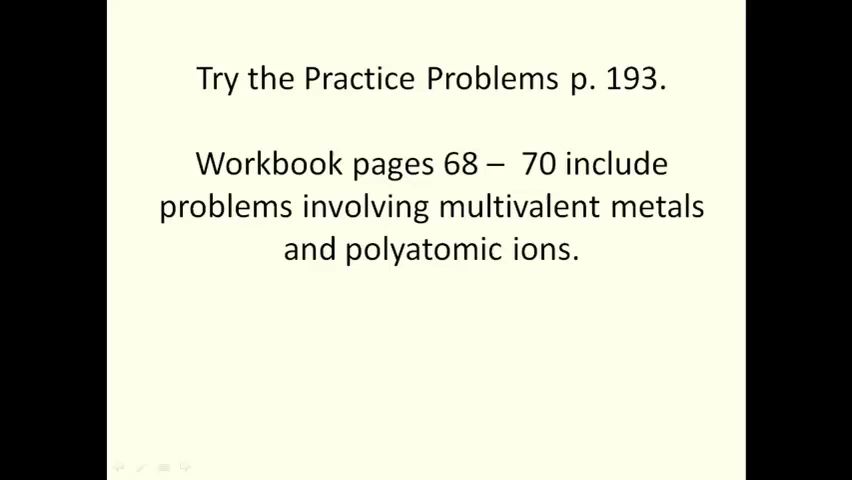 Try the Practice Problems p. 193.
Workbook pages 68 – 70 include
problems involving multivalent metals
and polyatomic ions.